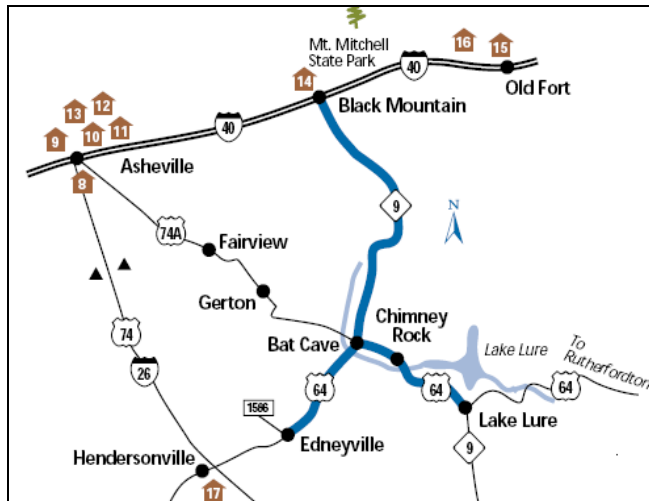 Mt. Mitchell
State Park
16
15
14
40
Old Fort
Black Mountain
13
12
9
10
11
40
Asheville
8
9
N
74A
Fairview
Gerton
Chimney
Rock
Bat Cave
Lake Lure
To
Rutherfordton
74
26
64
64
64
1586
Lake Lure
Edneyville
9
Hendersonville
17